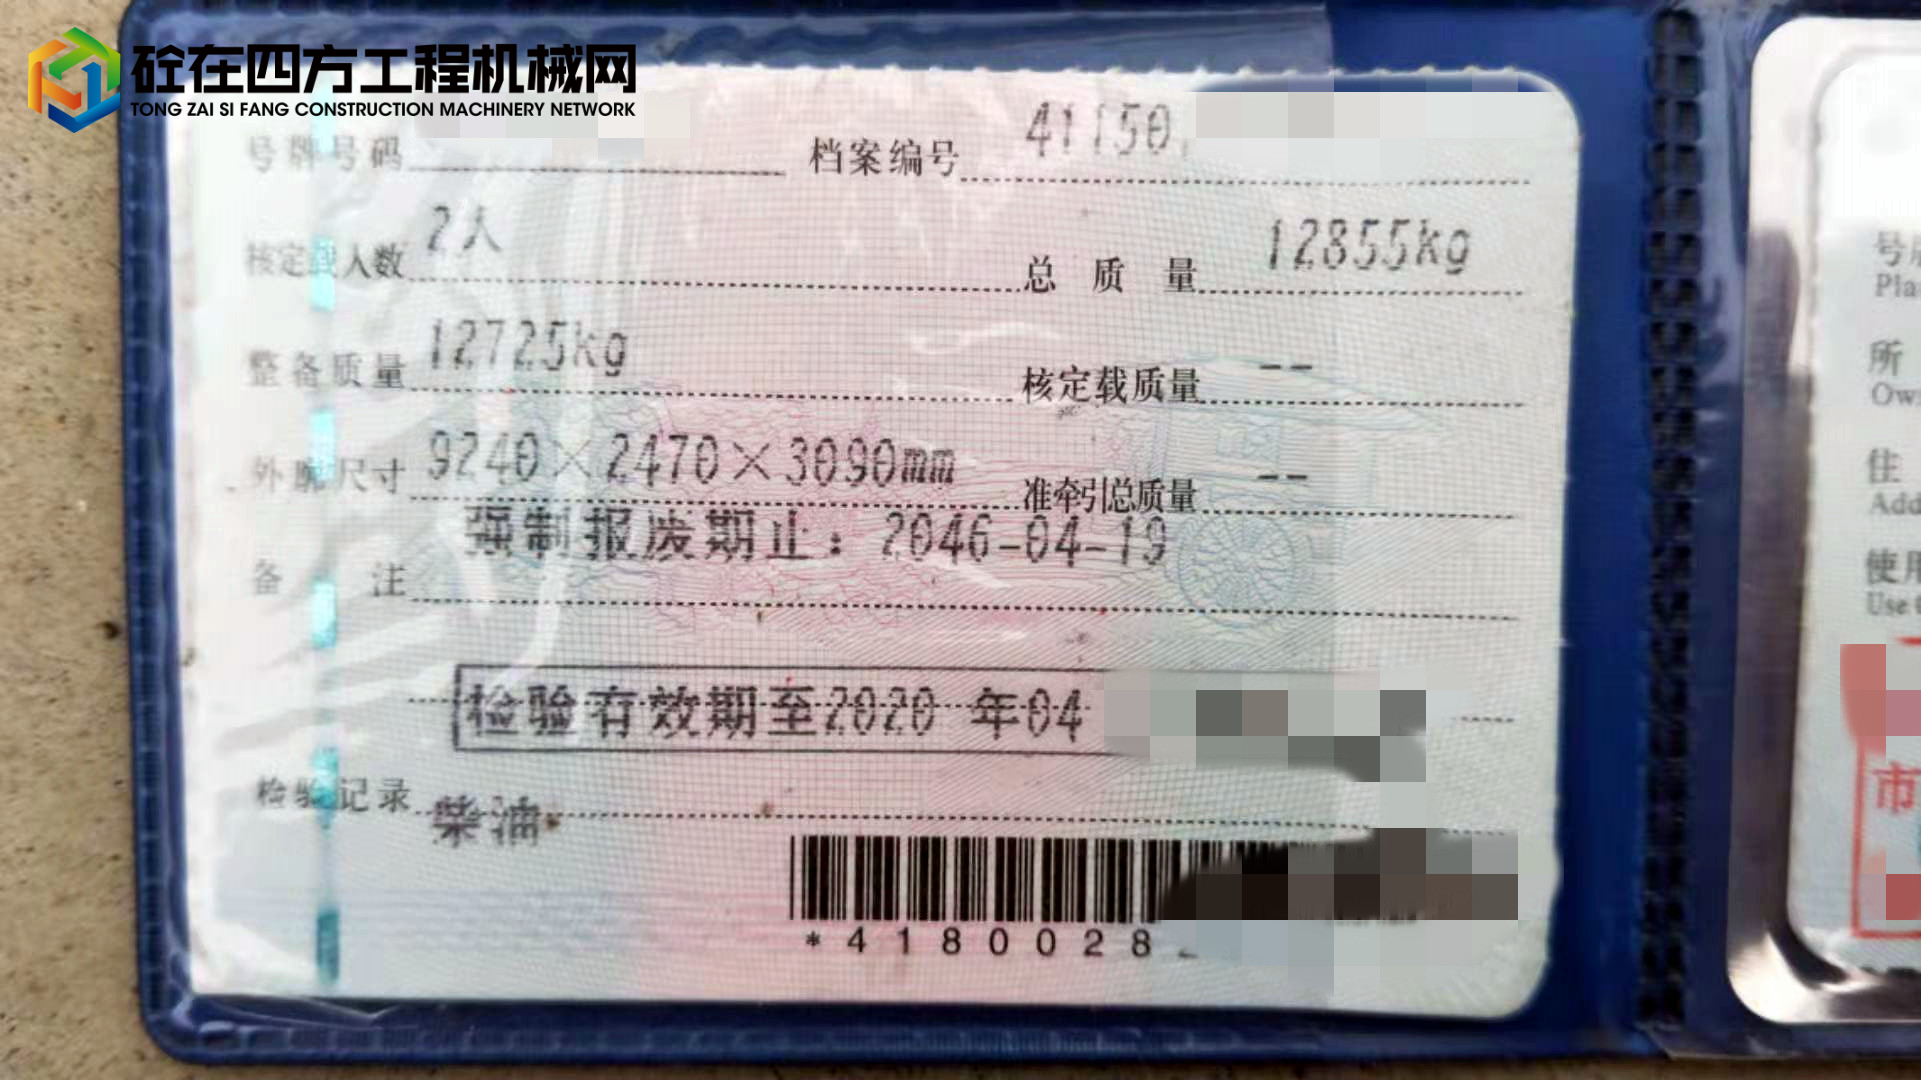 砼在四方工程机械网
TONG ZAI SI FANG CONSTRUCTION MACHINERY NETWORK
号牌号码 档案编号 41150
核定载人数 2人 总质量 12855kg
整备质量 12725kg 核定载质量 --
外廓尺寸 9240×2470×3090mm 准牵引总质量 --
备注 强制报废期止：2046-04-19
检验有效期至2020 年04
检验记录 柴油
*4180028
号
Pla
所
Ow
住
Add
使用
Use
市